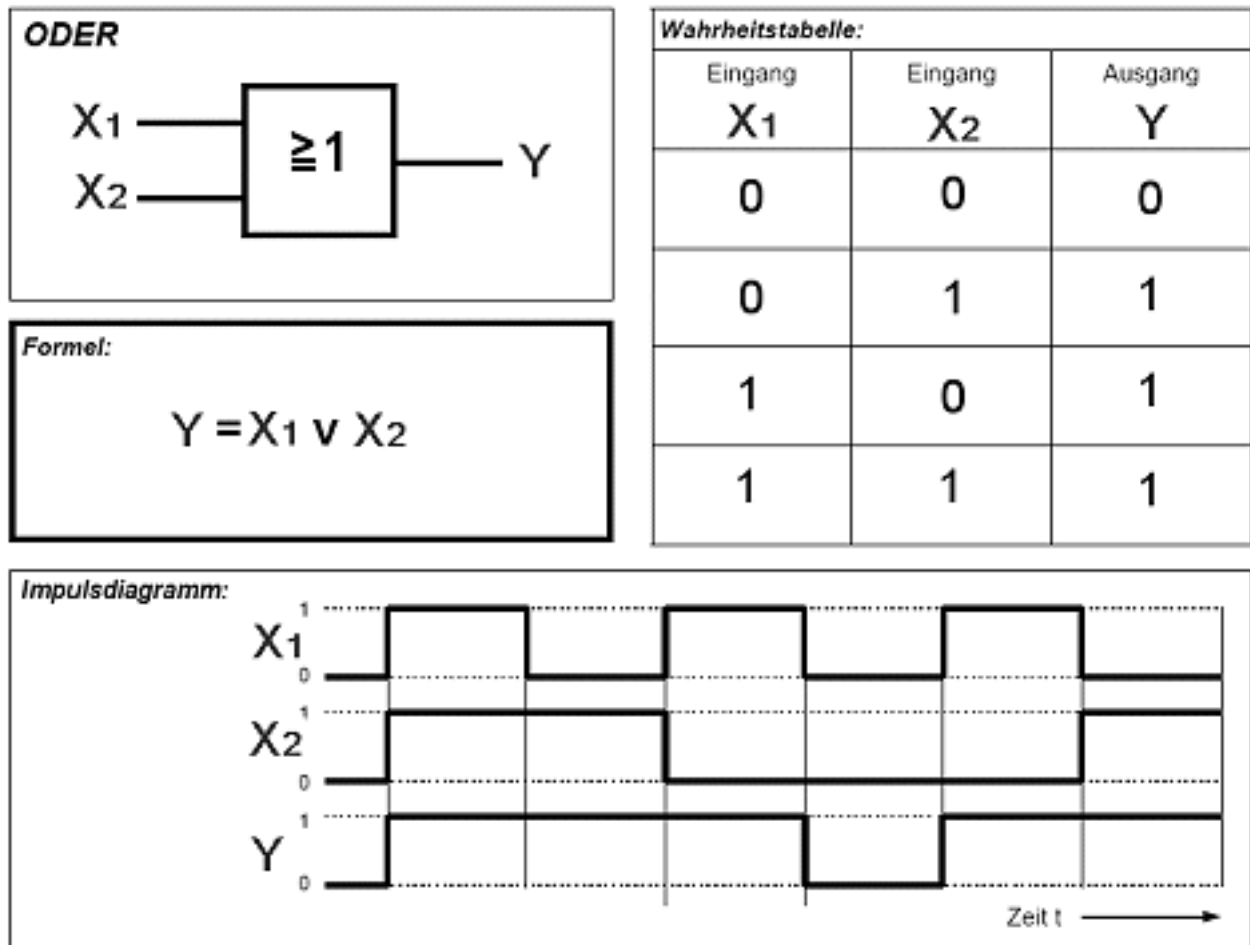 ODER
X1
X2
≧1
Y
Formel:
Y = X1 v X2
Wahrheitstabelle:
Eingang Eingang Ausgang
X1 X2 Y
0 0 0
0 1 1
1 0 1
1 1 1
Impulsdiagramm:
1
X1
0
1
X2
0
1
Y
0
Zeit t